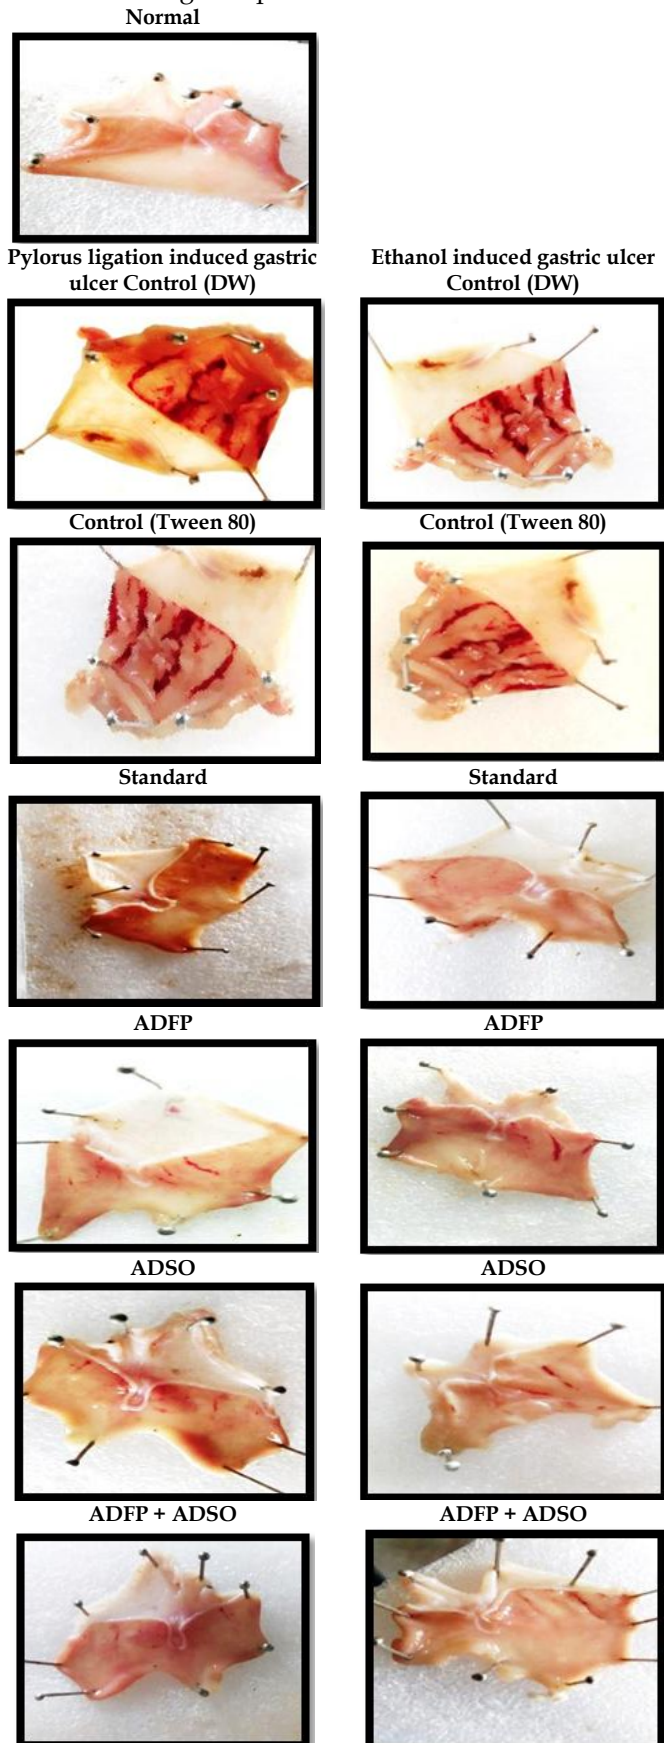 Normal
Pylorus ligation induced gastric
ulcer Control (DW)
Ethanol induced gastric ulcer
Control (DW)
Control (Tween 80)
Control (Tween 80)
Standard
Standard
ADFP
ADFP
ADSO
ADSO
ADFP + ADSO
ADFP + ADSO